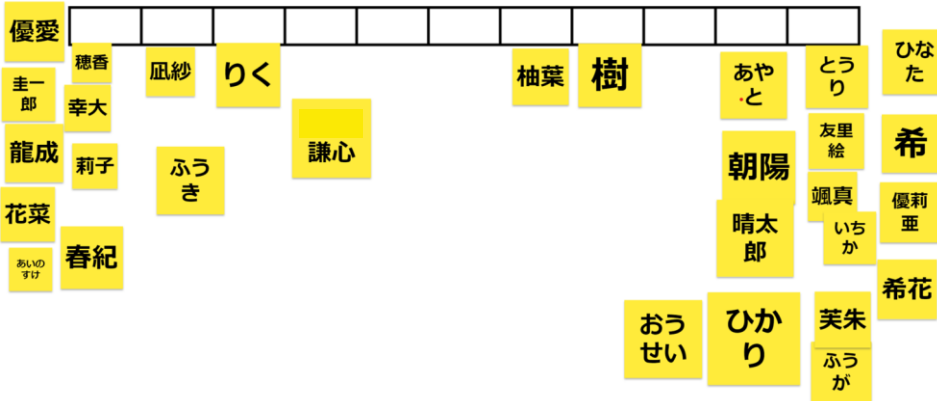 優愛
圭一
郎
龍成
花菜
あいの
すけ
穂香
幸大
莉子
春紀
凪紗
ふう
き
りく
謙心
柚葉
樹
おう
せい
あや
と
朝陽
晴太
郎
ひか
り
とう
り
友里
絵
颯真
いち
か
芙朱
ふう
が
ひな
た
希
優莉
亜
希花